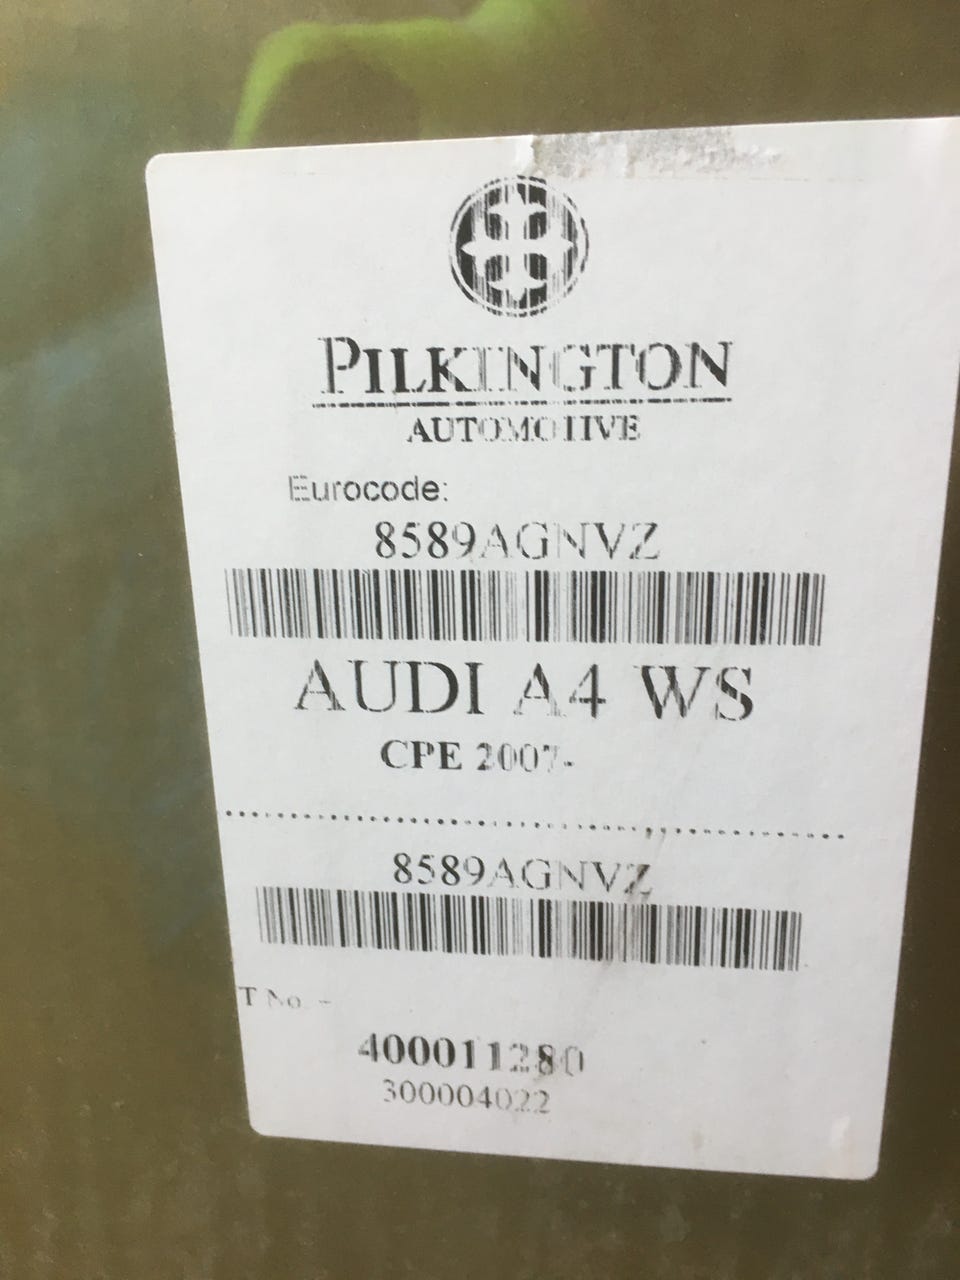 PILKINGTON
AUTOMOTIVE
Eurocode:
8589AGNVZ
AUDI A4 WS
CPE 2007-
8589AGNVZ
T No. -
400011280
300004022